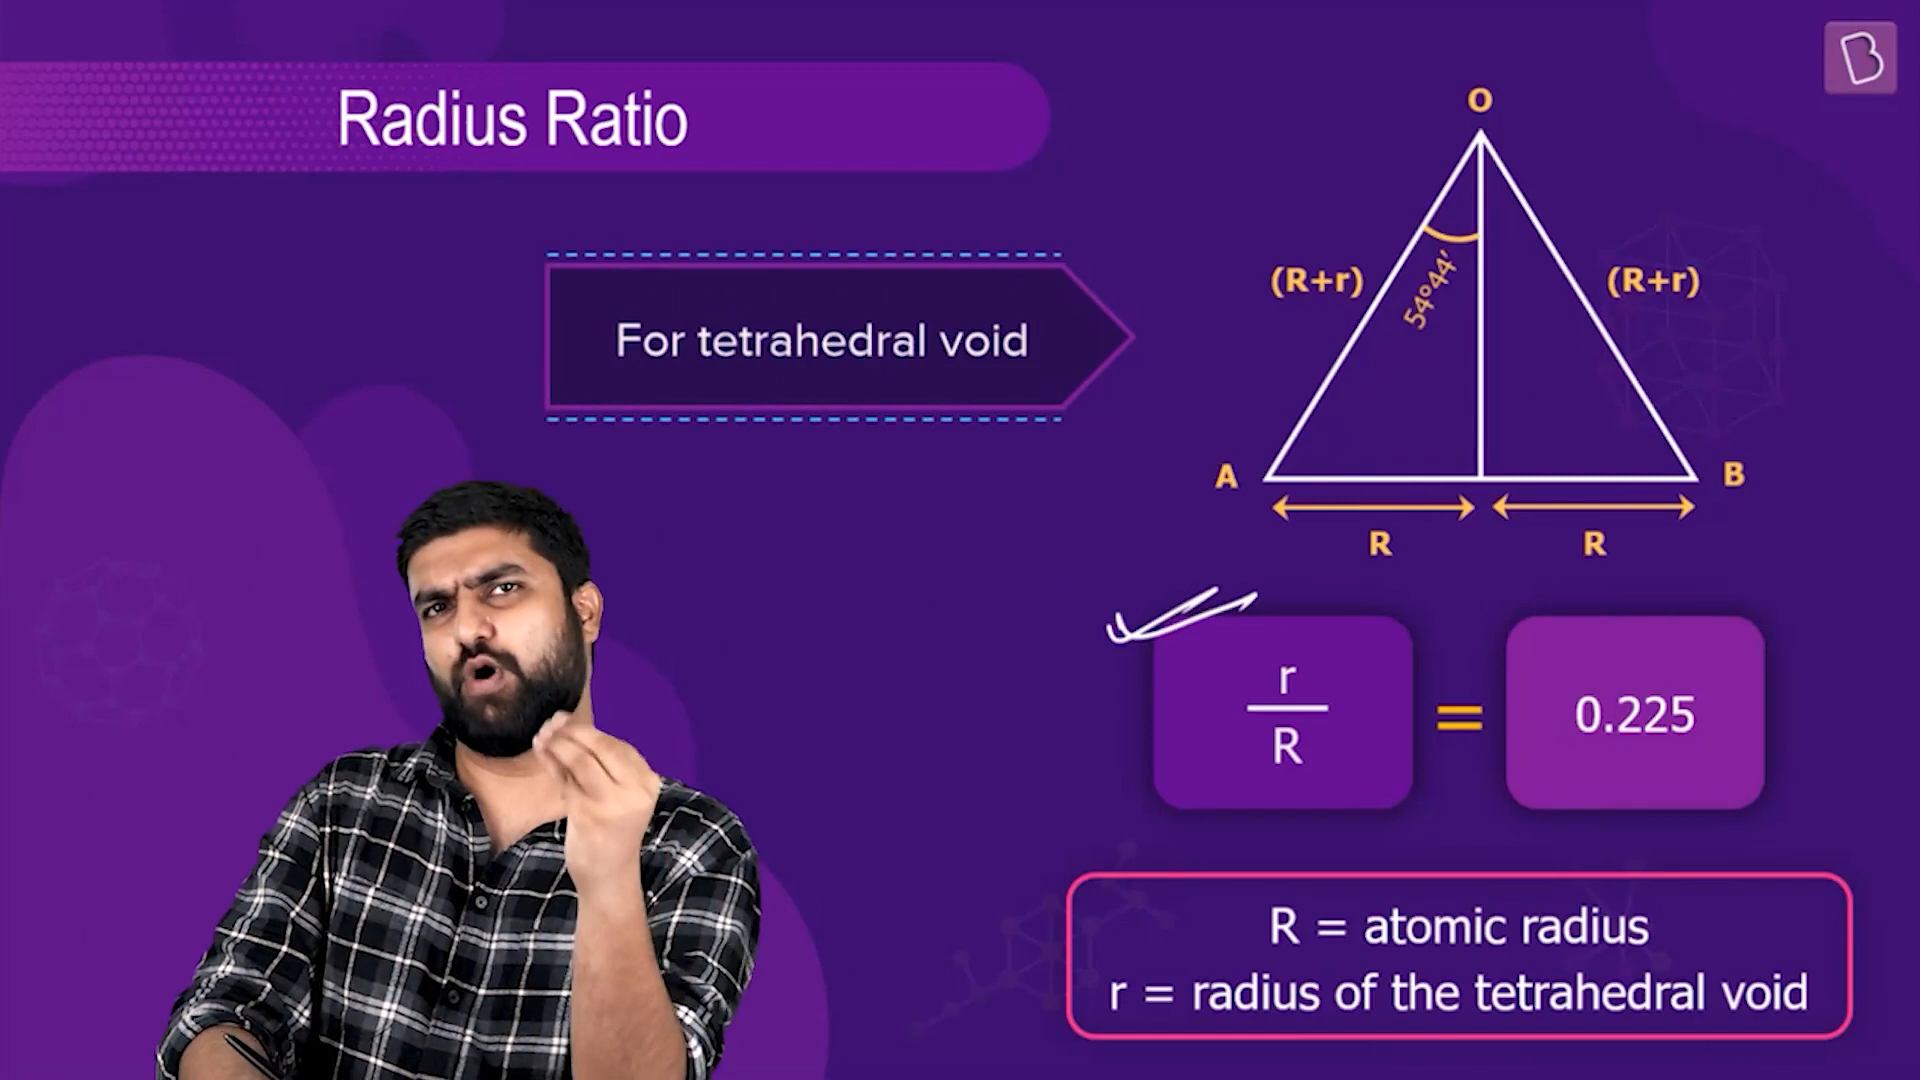 B
Radius Ratio
O
(R+r)
54°44'
(R+r)
For tetrahedral void
A
B
R
R
r
R
=
0.225
R = atomic radius
r = radius of the tetrahedral void